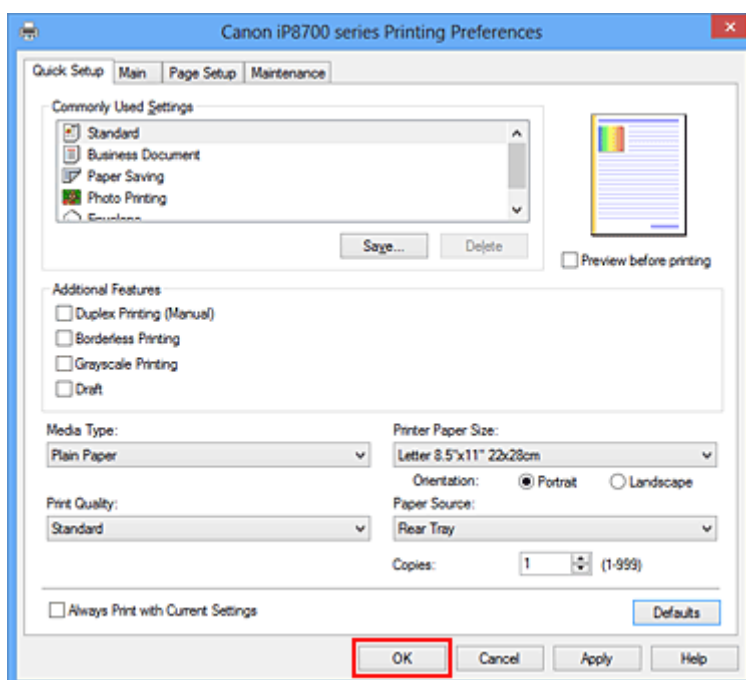 Canon iP8700 series Printing Preferences
Quick Setup Main Page Setup Maintenance
Commonly Used Settings
Standard
Business Document
Paper Saving
Photo Printing
Envelope
Save... Delete
Preview before printing
Additional Features
Duplex Printing (Manual)
Borderless Printing
Grayscale Printing
Draft
Media Type:
Plain Paper
Printer Paper Size:
Letter 8.5"x11" 22x28cm
Orientation: Portrait Landscape
Print Quality:
Standard
Paper Source:
Rear Tray
Copies: 1 (1-999)
Always Print with Current Settings
Defaults
OK Cancel Apply Help